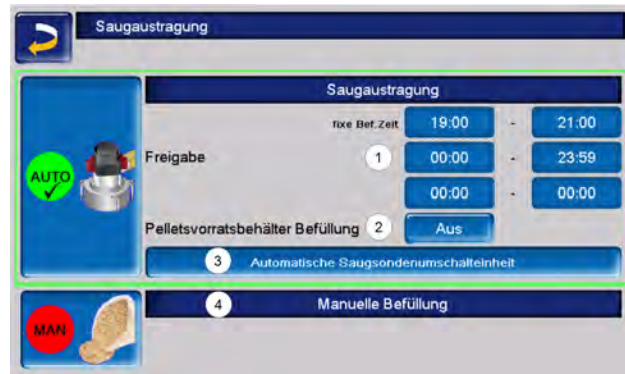 Saugaustragung
Saugaustragung
fixe Bef.Zeit 19:00 - 21:00
Freigabe 1 00:00 - 23:59
00:00 - 00:00
AUTO
Pelletsvorratsbehälter Befüllung 2 Aus
3 Automatische Saugsondenumschalteinheit
4 Manuelle Befüllung
MAN